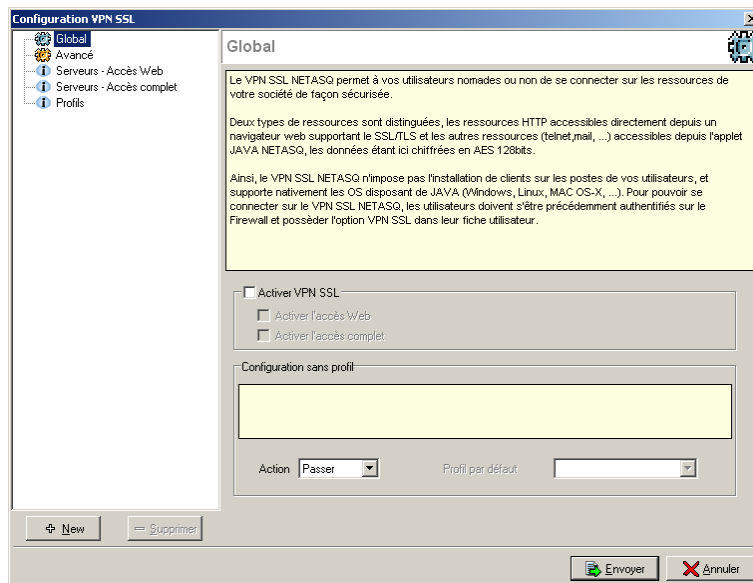 Configuration VPN SSL
Global
Avancé
Serveurs - Accès Web
Serveurs - Accès complet
Profils
Global
Le VPN SSL NETASQ permet à vos utilisateurs nomades ou non de se connecter sur les ressources de
votre société de façon sécurisée.
Deux types de ressources sont distinguées, les ressources HTTP accessibles directement depuis un
navigateur web supportant le SSL/TLS et les autres ressources (telnet,mail, ...) accessibles depuis l'applet
JAVA NETASQ, les données étant ici chiffrées en AES 128bits.
Ainsi, le VPN SSL NETASQ n'impose pas l'installation de clients sur les postes de vos utilisateurs, et
supporte nativement les OS disposant de JAVA (Windows, Linux, MAC OS-X, ...). Pour pouvoir se
connecter sur le VPN SSL NETASQ, les utilisateurs doivent s'être précédemment authentifiés sur le
Firewall et possèder l'option VPN SSL dans leur fiche utilisateur.
Activer VPN SSL
Activer l'accès Web
Activer l'accès complet
Configuration sans profil
Action Passer Profil par défaut
New Supprimer
Envoyer Annuler